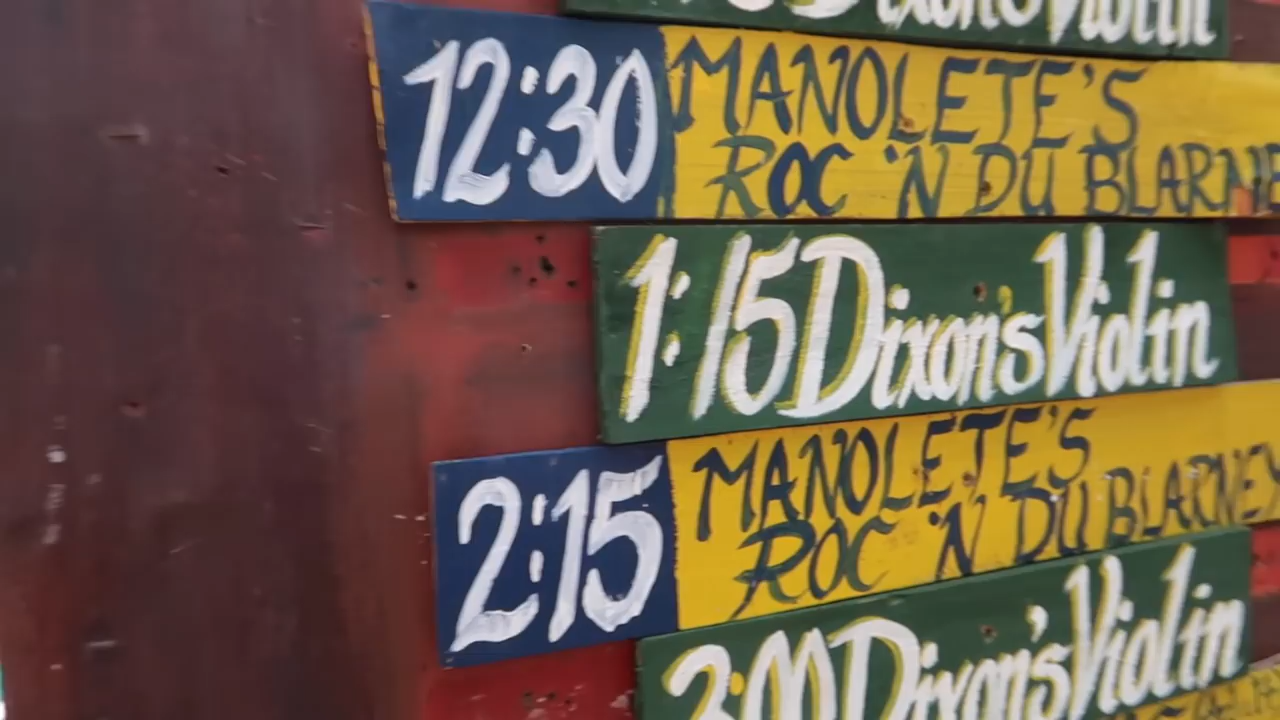 Dixon's Violin
12:30 MANOLETE'S
ROC 'N DU BLARNE
1:15 Dixon's Violin
2:15 MANOLETE'S
ROC 'N DU BLARNEY
3:00 Dixon's Violin